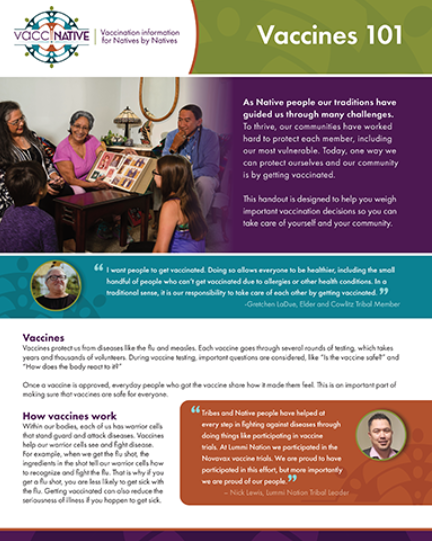 VacciNATIVE
Vaccination information
for Natives by Natives
Vaccines 101
As Native people our traditions have
guided us through many challenges.
To thrive, our communities have worked
hard to protect each member, including
our most vulnerable. Today, one way we
can protect ourselves and our community
is by getting vaccinated.
This handout is designed to help you weigh
important vaccination decisions so you can
take care of yourself and your community.
“ I want people to get vaccinated. Doing so allows everyone to be healthier, including the small
handful of people who can't get vaccinated due to allergies or other health conditions. In a
traditional sense, it is our responsibility to take care of each other by getting vaccinated. ”
-Gretchen LaDue, Elder and Cowlitz Tribal Member
Vaccines
Vaccines protect us from diseases like the flu and measles. Each vaccine goes through several rounds of testing, which takes
years and thousands of volunteers. During vaccine testing, important questions are considered, like "Is the vaccine safe?" and
"How does the body react to it?"
Once a vaccine is approved, everyday people who got the vaccine share how it made them feel. This is an important part of
making sure that vaccines are safe for everyone.
How vaccines work
Within our bodies, each of us has warrior cells
that stand guard and attack diseases. Vaccines
help our warrior cells see and fight disease.
For example, when we get the flu shot, the
ingredients in the shot tell our warrior cells how
to recognize and fight the flu. That is why if you
get a flu shot, you are less likely to get sick with
the flu. Getting vaccinated can also reduce the
seriousness of illness if you happen to get sick.
“ Tribes and Native people have helped at
every step in fighting against diseases through
doing things like participating in vaccine
trials. At Lummi Nation we participated in the
Novavax vaccine trials. We are proud to have
participated in this effort, but more importantly
we are proud of our people. ”
– Nick Lewis, Lummi Nation Tribal Leader